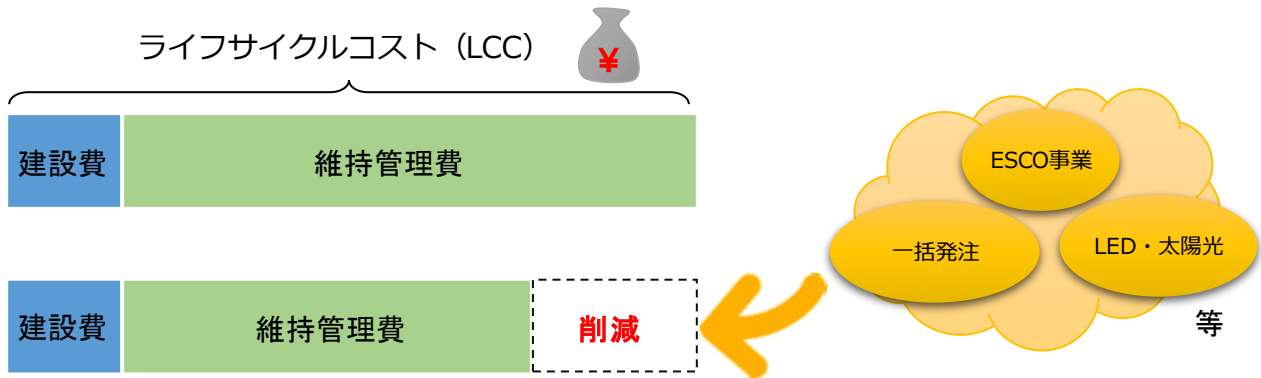 ライフサイクルコスト（LCC）
¥
建設費
維持管理費
ESCO事業
一括発注
LED・太陽光
等
建設費
維持管理費
削減